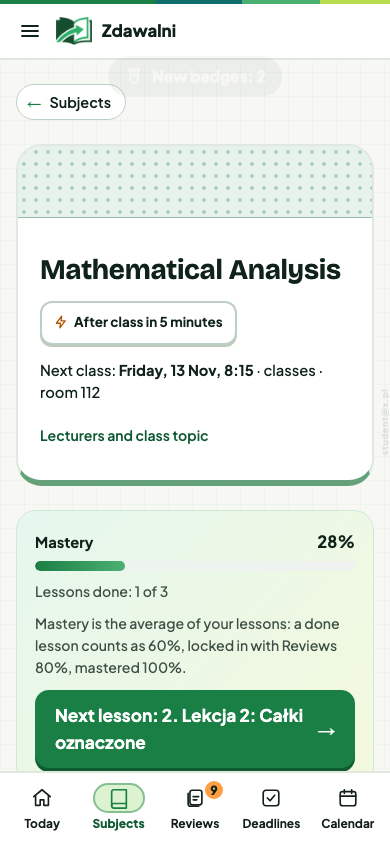 Zdawalni
New badges: 2
← Subjects
Mathematical Analysis
After class in 5 minutes
Next class: Friday, 13 Nov, 8:15 · classes ·
room 112
Lecturers and class topic
student@z.pl
Mastery 28%
Lessons done: 1 of 3
Mastery is the average of your lessons: a done
lesson counts as 60%, locked in with Reviews
80%, mastered 100%.
Next lesson: 2. Lekcja 2: Całki
oznaczone →
9
Today Subjects Reviews Deadlines Calendar